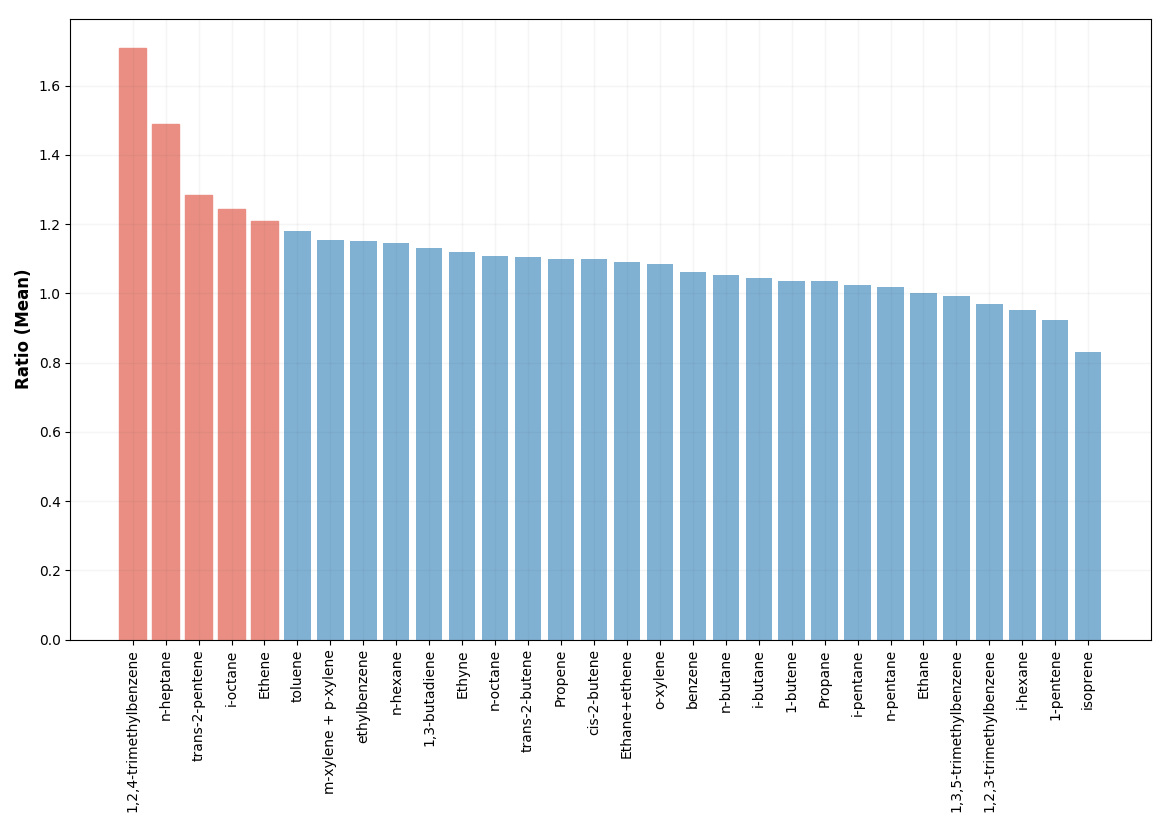 Ratio (Mean)
1.6
1.4
1.2
1.0
0.8
0.6
0.4
0.2
0.0
1,2,4-trimethylbenzene
n-heptane
trans-2-pentene
i-octane
Ethene
toluene
m-xylene + p-xylene
ethylbenzene
n-hexane
1,3-butadiene
Ethyne
n-octane
trans-2-butene
Propene
cis-2-butene
Ethane+ethene
o-xylene
benzene
n-butane
i-butane
1-butene
Propane
i-pentane
n-pentane
Ethane
1,3,5-trimethylbenzene
1,2,3-trimethylbenzene
i-hexane
1-pentene
isoprene